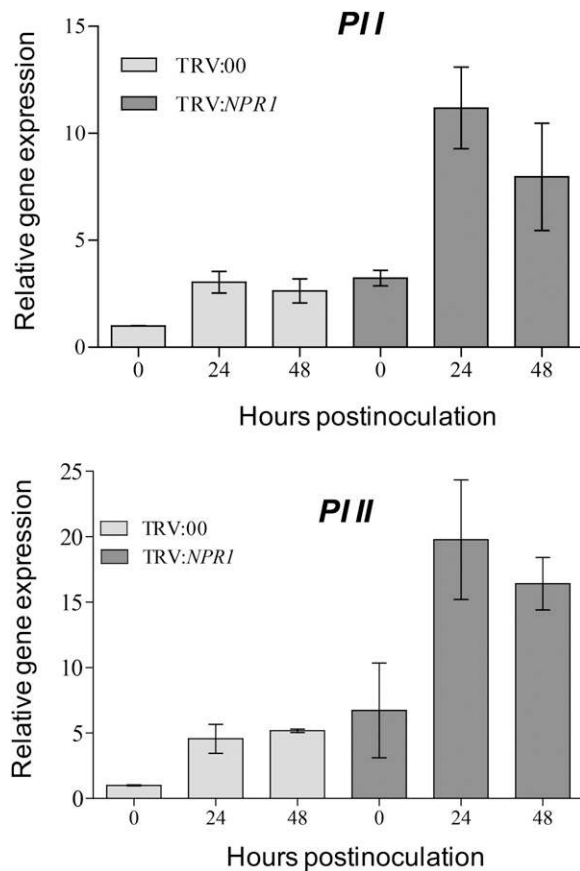 PI I
TRV:00
TRV:NPR1
Relative gene expression
15
10
5
0
0 24 48 0 24 48
Hours postinoculation
PI II
TRV:00
TRV:NPR1
Relative gene expression
25
20
15
10
5
0
0 24 48 0 24 48
Hours postinoculation